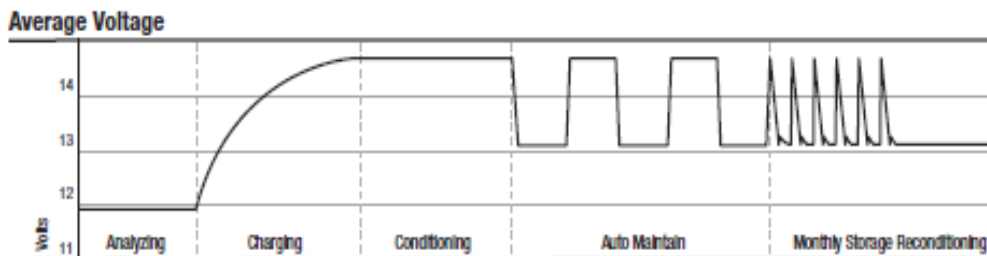 Average Voltage
14
13
12
11
Volts
Analyzing Charging Conditioning Auto Maintain Monthly Storage Reconditioning